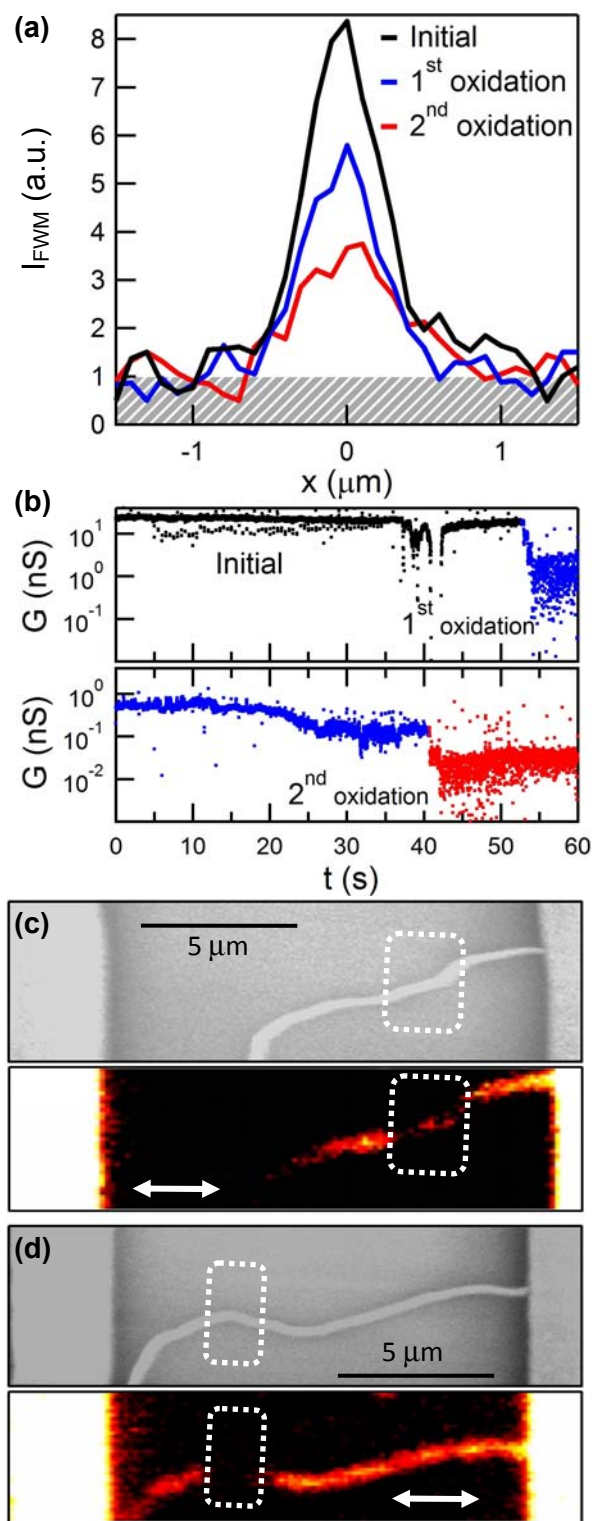 (a)
I_FWM (a.u.)
8
7
6
5
4
3
2
1
0
Initial
1st oxidation
2nd oxidation
-1
0
1
x (μm)
(b)
G (nS)
10^1
10^0
10^-1
Initial
1st oxidation
G (nS)
10^0
10^-1
10^-2
2nd oxidation
0
10
20
30
40
50
60
t (s)
(c)
5 μm
(d)
5 μm